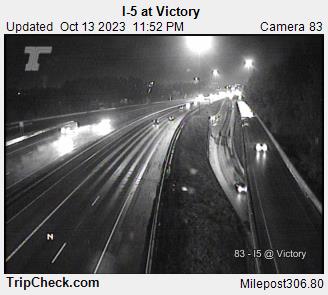 I-5 at Victory
Updated Oct 13 2023 11:52 PM Camera 83
T
N
83 - I5 @ Victory
TripCheck.com Milepost306.80